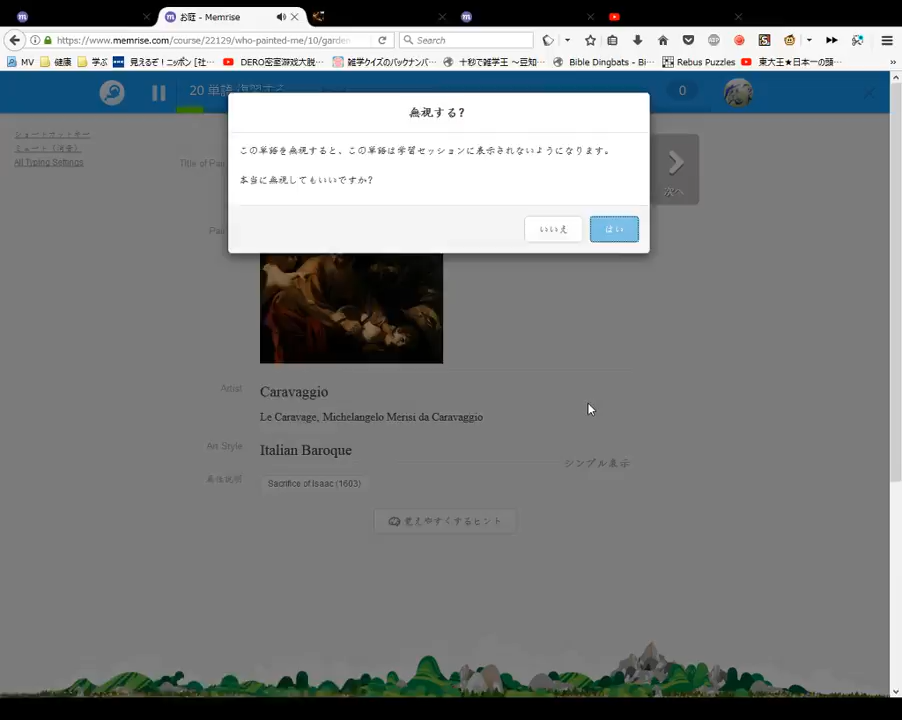 お庭 - Memrise
https://www.memrise.com/course/22129/who-painted-me/10/garden
Search
MV
健康
学ぶ
見えるぞ！ニッポン [社…
DERO密室游戏大脱…
雑学クイズのバックナンバ…
十秒で雑学王 ～豆知…
Bible Dingbats - Bi…
Rebus Puzzles
東大王★日本一の頭…
20 単語 復習する
0
ショートカットキー
ミュート (消音)
All Typing Settings
Title of Pai
無視する?
この単語を無視すると、この単語は学習セッションに表示されないようになります。
本当に無視してもいいですか?
いいえ
はい
次へ
Artist
Caravaggio
Le Caravage, Michelangelo Merisi da Caravaggio
Art Style
Italian Baroque
シンプル表示
Sacrifice of Isaac (1603)
覚えやすくするヒント